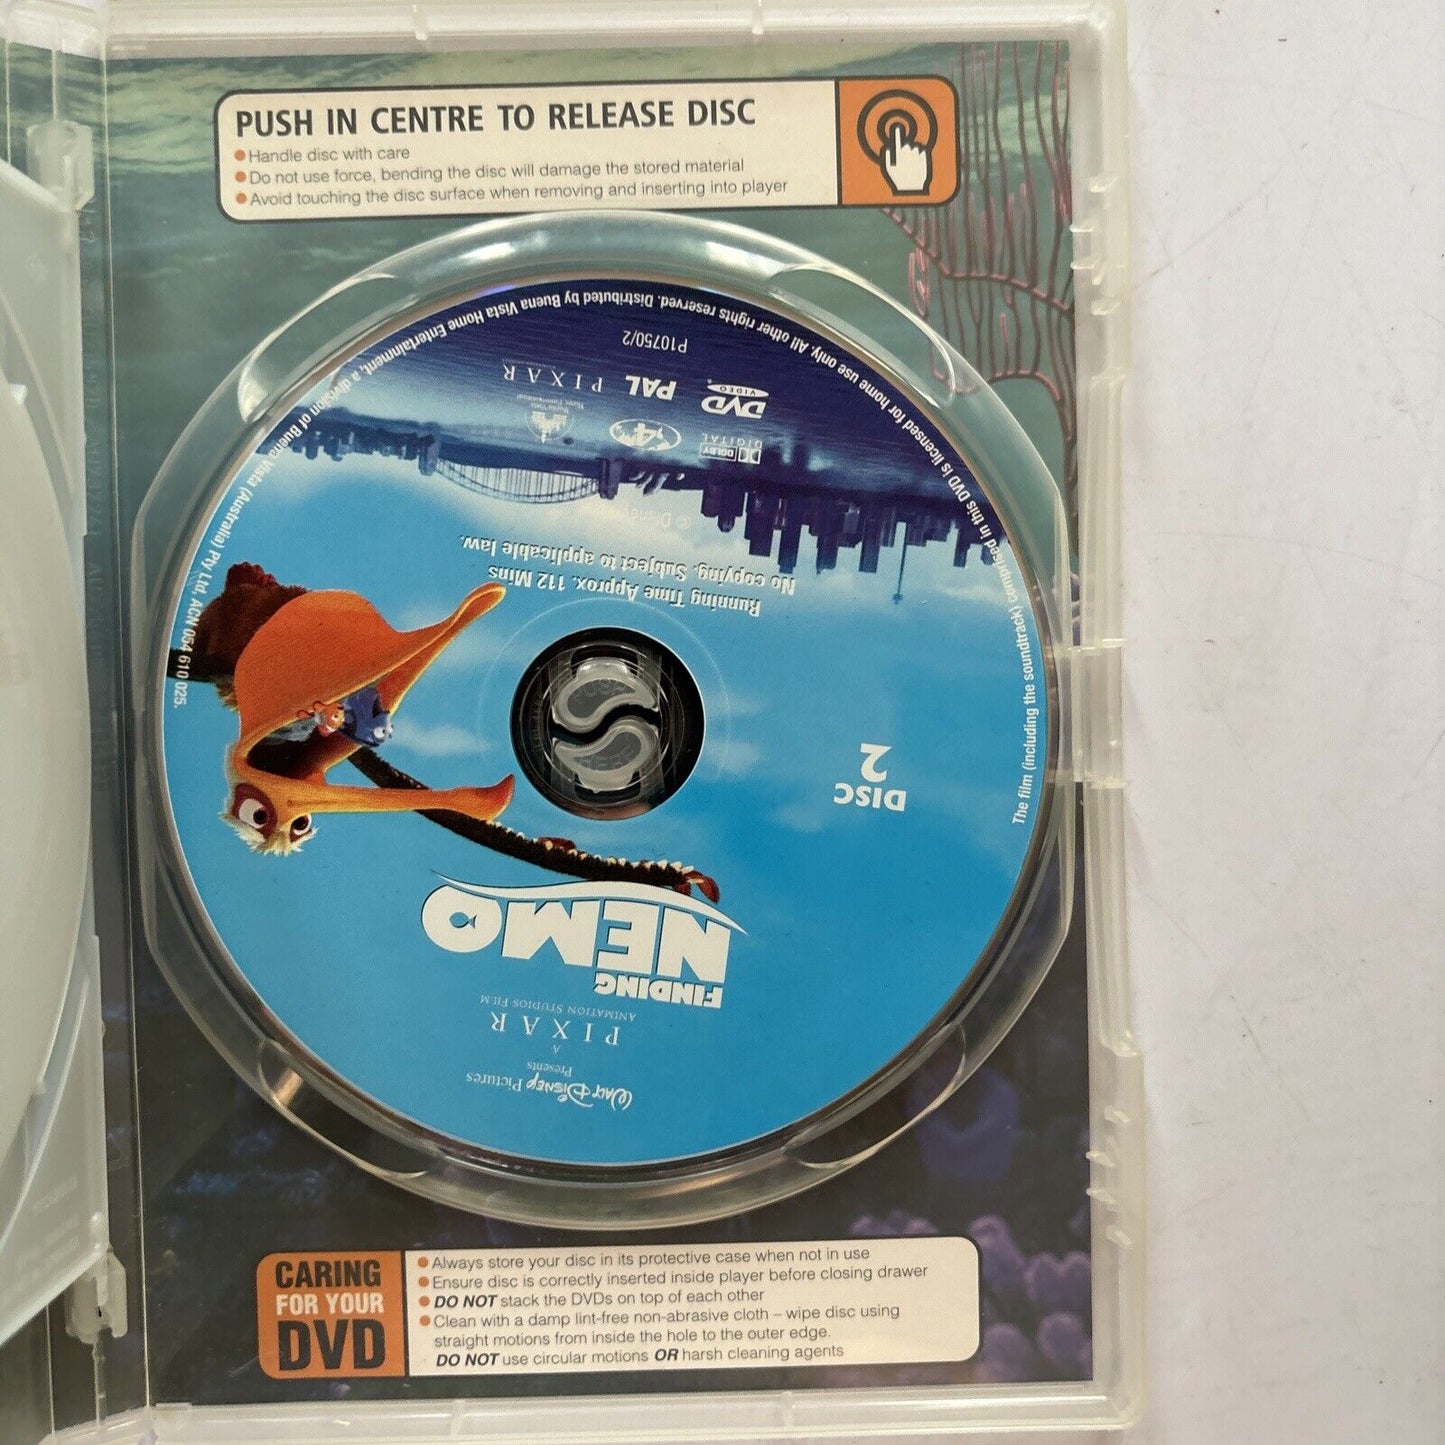 PUSH IN CENTRE TO RELEASE DISC
Handle disc with care
Do not use force, bending the disc will damage the stored material
Avoid touching the disc surface when removing and inserting into player
WALT DISNEY Pictures
Presents
A
PIXAR
ANIMATION STUDIOS FILM
FINDING
NEMO
DISC
2
Running Time Approx. 112 Mins
No copying. Subject to applicable law.
© Disney
DOLBY
DIGITAL
4
DVD
VIDEO
PAL
PIXAR
P10750/2
The film (including the soundtrack) comprised in this DVD is licensed for home use only. All other rights reserved. Distributed by Buena Vista Home Entertainment, a division of Buena Vista (Australia) Pty Ltd. ACN 054 610 025.
CARING
FOR YOUR
DVD
Always store your disc in its protective case when not in use
Ensure disc is correctly inserted inside player before closing drawer
DO NOT stack the DVDs on top of each other
Clean with a damp lint-free non-abrasive cloth – wipe disc using
straight motions from inside the hole to the outer edge.
DO NOT use circular motions OR harsh cleaning agents